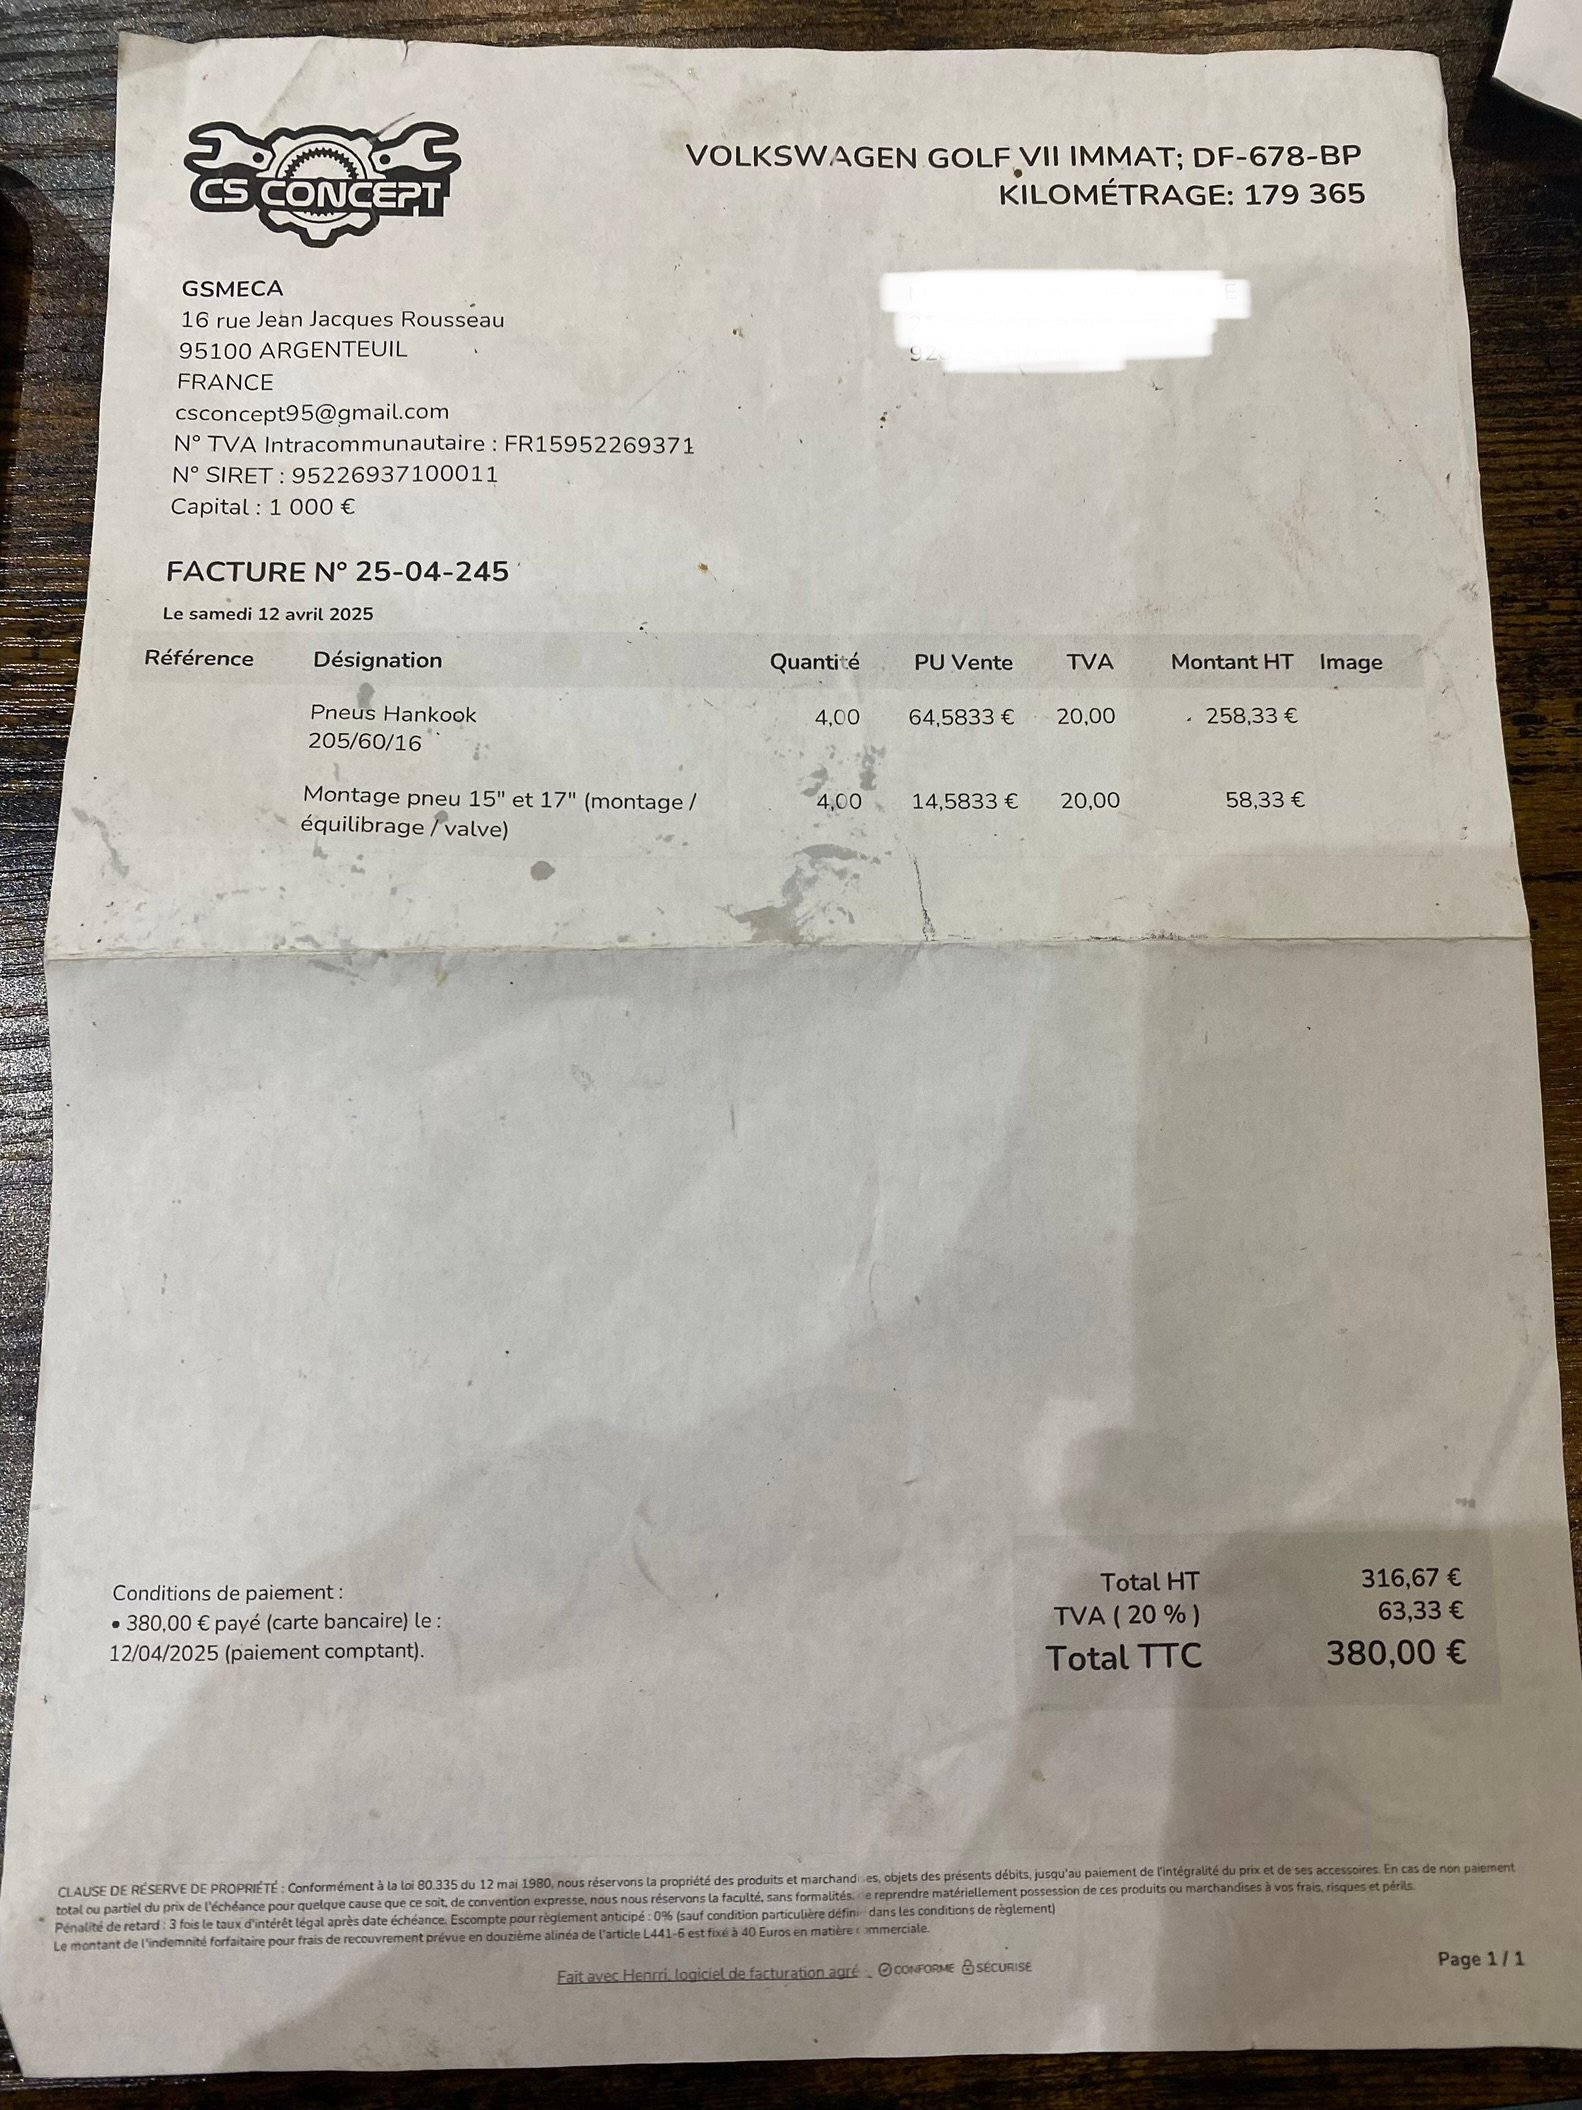 CS CONCEPT
VOLKSWAGEN GOLF VII IMMAT; DF-678-BP
KILOMÉTRAGE: 179 365
GSMECA
16 rue Jean Jacques Rousseau
95100 ARGENTEUIL
FRANCE
csconcept95@gmail.com
N° TVA Intracommunautaire : FR15952269371
N° SIRET : 95226937100011
Capital : 1 000 €
FACTURE N° 25-04-245
Le samedi 12 avril 2025
Référence Désignation Quantité PU Vente TVA Montant HT Image
Pneus Hankook 4,00 64,5833 € 20,00 258,33 €
205/60/16
Montage pneu 15" et 17" (montage / 4,00 14,5833 € 20,00 58,33 €
équilibrage / valve)
Conditions de paiement :
• 380,00 € payé (carte bancaire) le :
12/04/2025 (paiement comptant).
Total HT 316,67 €
TVA ( 20 % ) 63,33 €
Total TTC 380,00 €
CLAUSE DE RÉSERVE DE PROPRIÉTÉ : Conformément à la loi 80.335 du 12 mai 1980, nous réservons la propriété des produits et marchandises, objets des présents débits, jusqu'au paiement de l'intégralité du prix et de ses accessoires. En cas de non paiement
total ou partiel du prix de l'échéance pour quelque cause que ce soit, de convention expresse, nous nous réservons la faculté, sans formalités, de reprendre matériellement possession de ces produits ou marchandises à vos frais, risques et périls.
Pénalité de retard : 3 fois le taux d'intérêt légal après date échéance. Escompte pour règlement anticipé : 0% (sauf condition particulière définie dans les conditions de règlement)
Le montant de l'indemnité forfaitaire pour frais de recouvrement prévue en douzième alinéa de l'article L441-6 est fixé à 40 Euros en matière commerciale.
Fait avec Henrri, logiciel de facturation agréé CONFORME SÉCURISÉ
Page 1 / 1